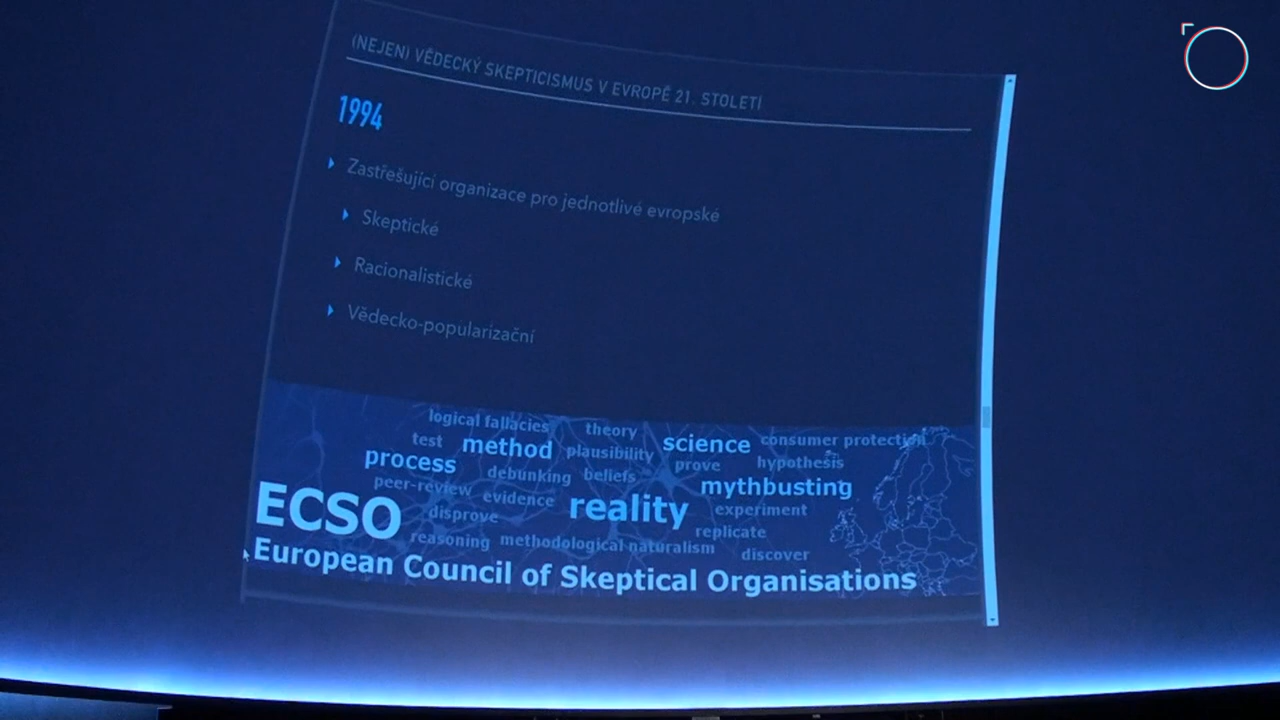 (NEJEN) VĚDECKÝ SKEPTICISMUS V EVROPĚ 21. STOLETÍ
1994
Zastřešující organizace pro jednotlivé evropské
Skeptické
Racionalistické
Vědecko-popularizační
logical fallacies theory
test method plausibility science consumer protection
process debunking beliefs prove hypothesis
peer-review evidence reality mythbusting
ECSO disprove experiment
reasoning methodological naturalism replicate
discover
European Council of Skeptical Organisations